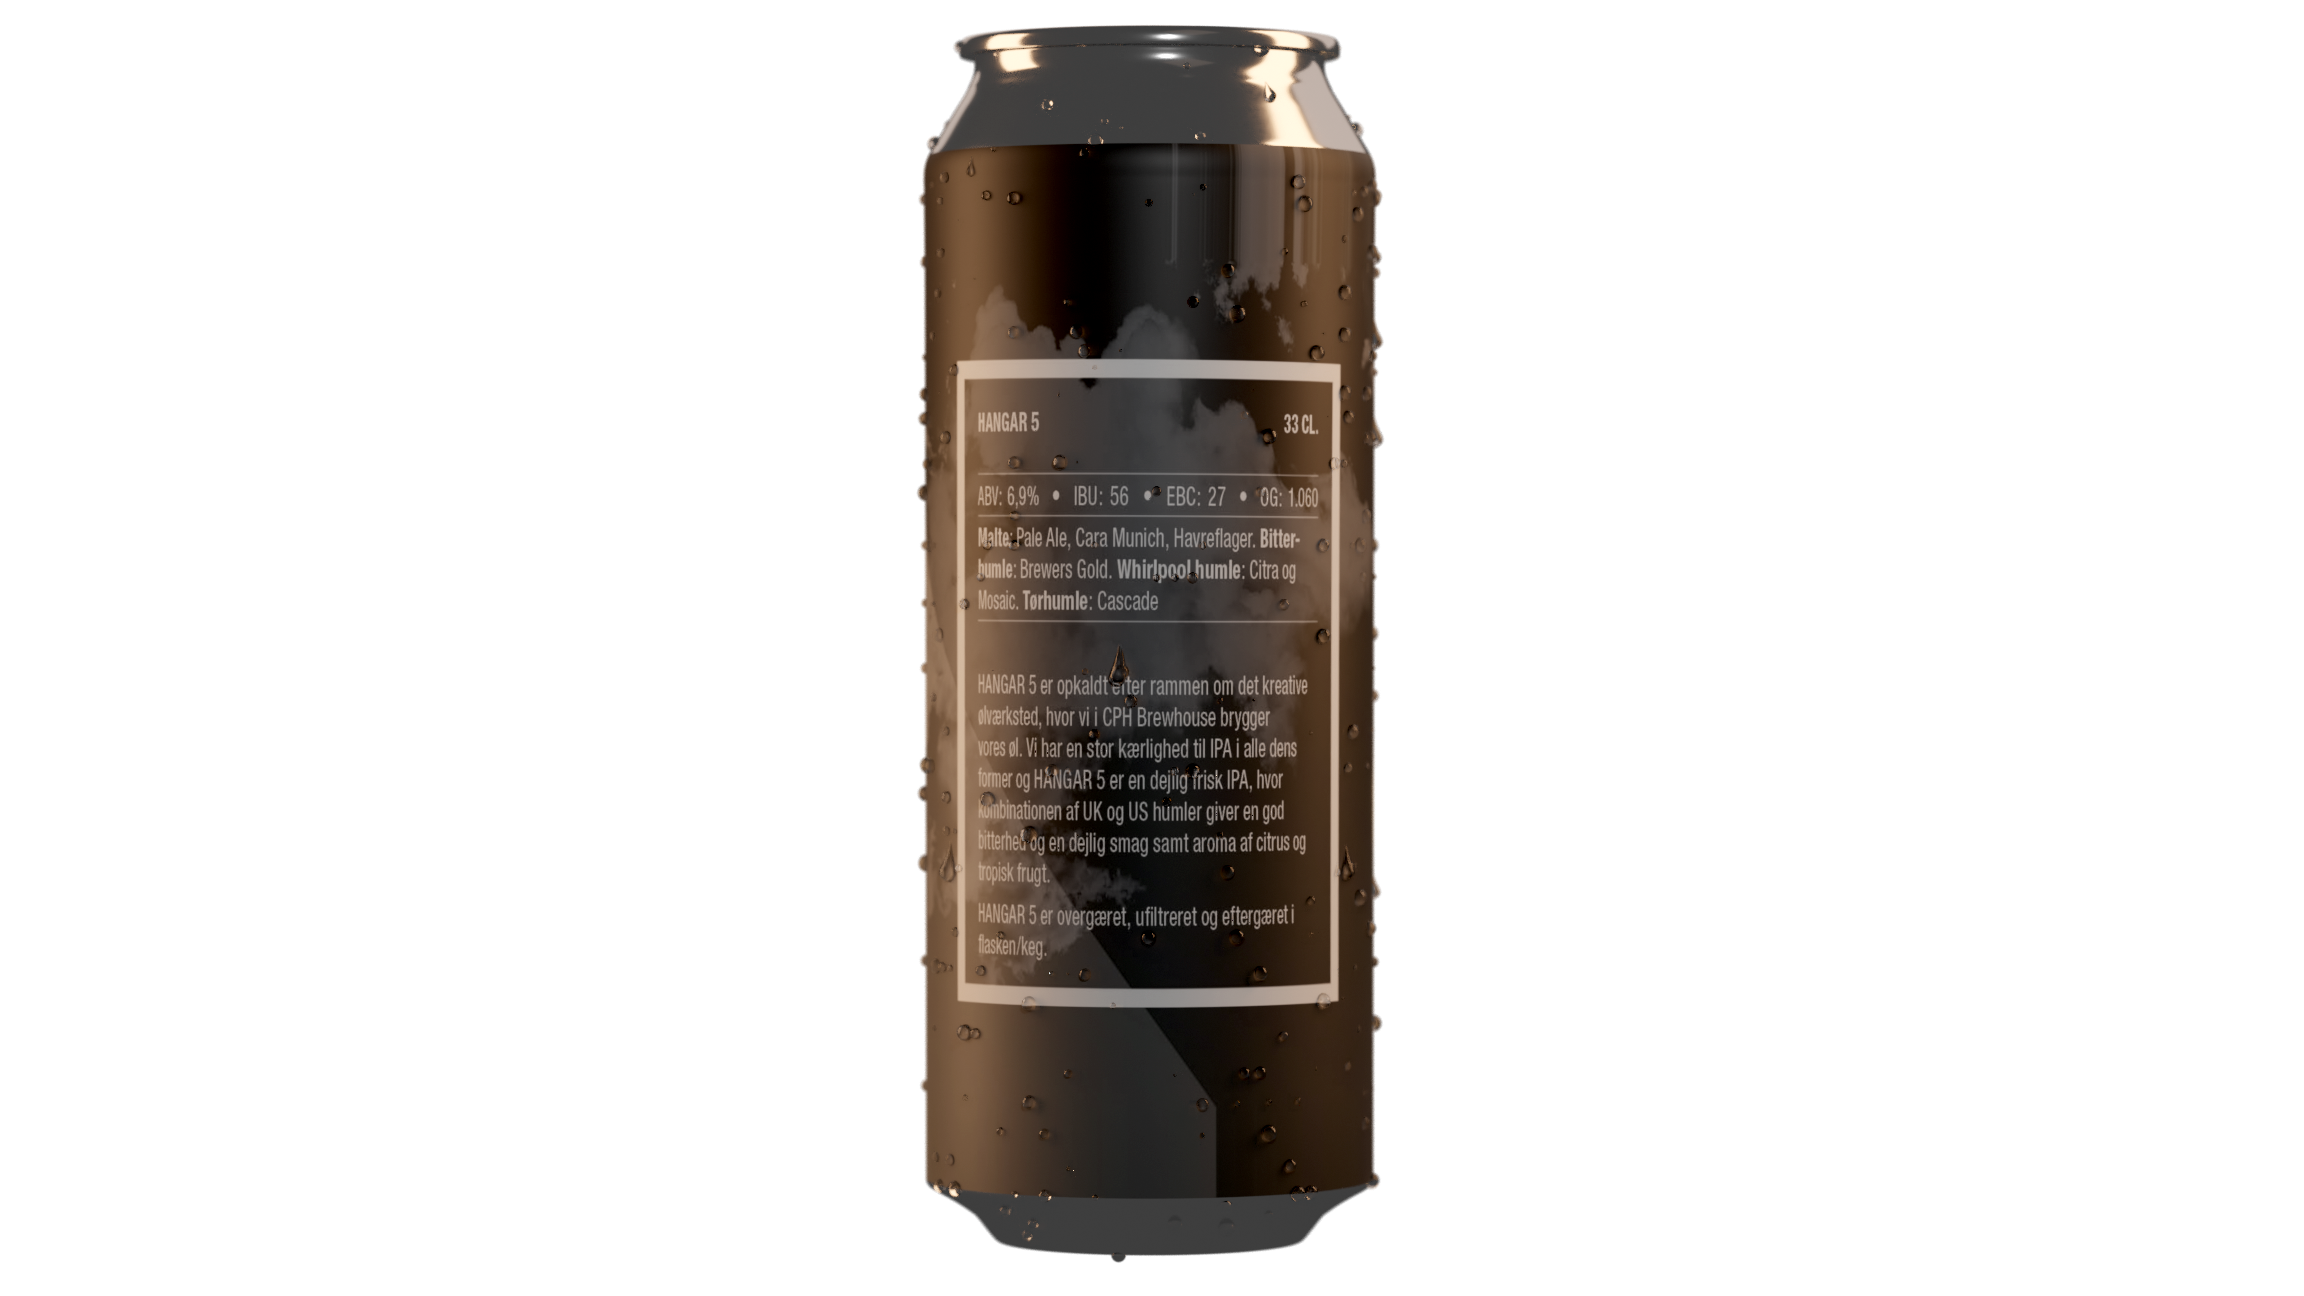 HANGAR 5 33 CL.
ABV: 6,9% • IBU: 56 • EBC: 27 • OG: 1.060
Malte: Pale Ale, Cara Munich, Havreflager. Bitter-
humle: Brewers Gold. Whirlpool humle: Citra og
Mosaic. Tørhumle: Cascade
HANGAR 5 er opkaldt efter rammen om det kreative
ølværksted, hvor vi i CPH Brewhouse brygger
vores øl. Vi har en stor kærlighed til IPA i alle dens
former og HANGAR 5 er en dejlig frisk IPA, hvor
kombinationen af UK og US humler giver en god
bitterhed og en dejlig smag samt aroma af citrus og
tropisk frugt.
HANGAR 5 er overgæret, ufiltreret og eftergæret i
flasken/keg.